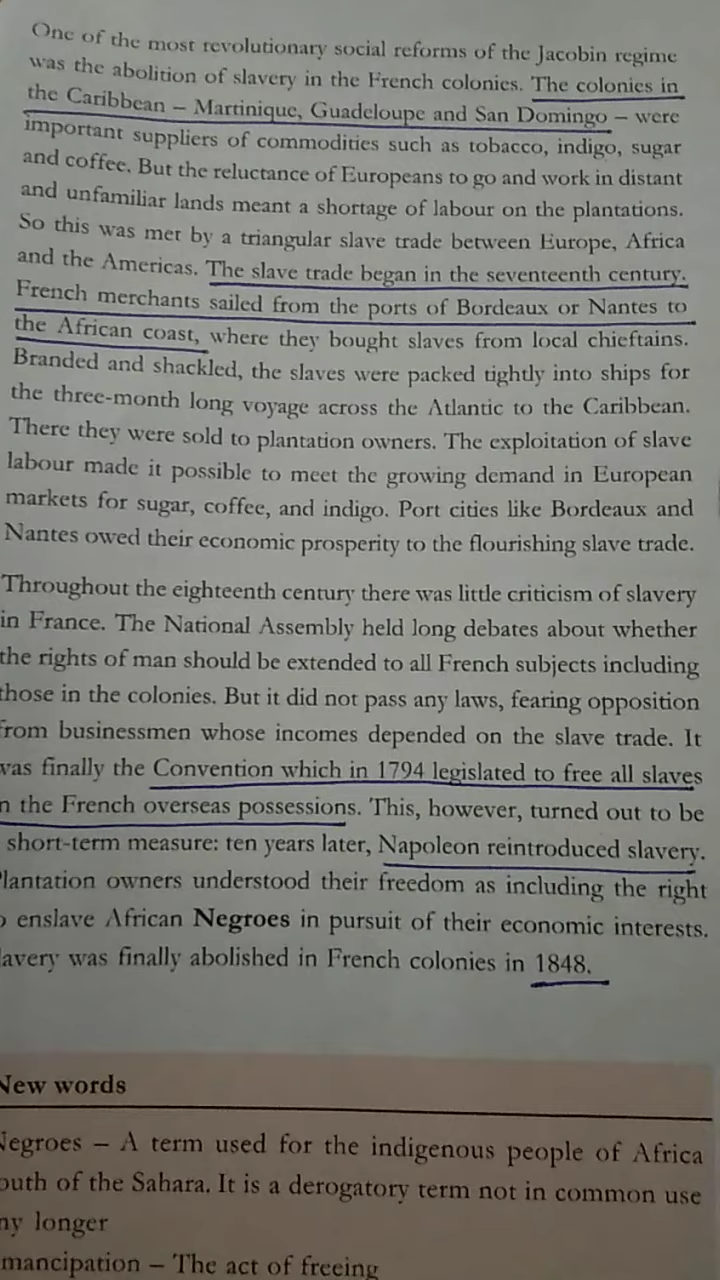 One of the most revolutionary social reforms of the Jacobin regime
was the abolition of slavery in the French colonies. The colonies in
the Caribbean – Martinique, Guadeloupe and San Domingo – were
important suppliers of commodities such as tobacco, indigo, sugar
and coffee. But the reluctance of Europeans to go and work in distant
and unfamiliar lands meant a shortage of labour on the plantations.
So this was met by a triangular slave trade between Europe, Africa
and the Americas. The slave trade began in the seventeenth century.
French merchants sailed from the ports of Bordeaux or Nantes to
the African coast, where they bought slaves from local chieftains.
Branded and shackled, the slaves were packed tightly into ships for
the three-month long voyage across the Atlantic to the Caribbean.
There they were sold to plantation owners. The exploitation of slave
labour made it possible to meet the growing demand in European
markets for sugar, coffee, and indigo. Port cities like Bordeaux and
Nantes owed their economic prosperity to the flourishing slave trade.
Throughout the eighteenth century there was little criticism of slavery
in France. The National Assembly held long debates about whether
the rights of man should be extended to all French subjects including
those in the colonies. But it did not pass any laws, fearing opposition
from businessmen whose incomes depended on the slave trade. It
was finally the Convention which in 1794 legislated to free all slaves
n the French overseas possessions. This, however, turned out to be
short-term measure: ten years later, Napoleon reintroduced slavery.
Plantation owners understood their freedom as including the right
o enslave African Negroes in pursuit of their economic interests.
lavery was finally abolished in French colonies in 1848.
New words
Negroes – A term used for the indigenous people of Africa
outh of the Sahara. It is a derogatory term not in common use
ny longer
mancipation – The act of freeing